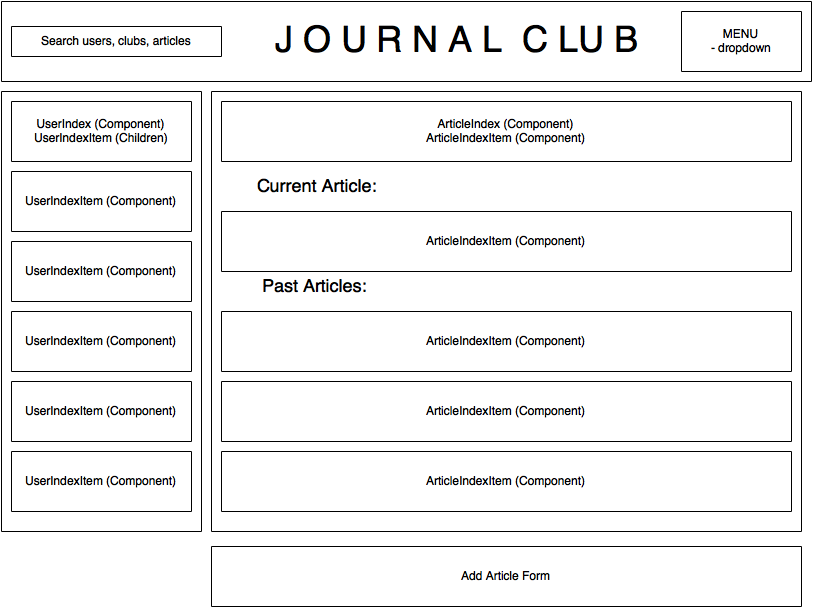 Search users, clubs, articles
JOURNAL CLUB
MENU
- dropdown
UserIndex (Component)
UserIndexItem (Children)
UserIndexItem (Component)
UserIndexItem (Component)
UserIndexItem (Component)
UserIndexItem (Component)
UserIndexItem (Component)
ArticleIndex (Component)
ArticleIndexItem (Component)
Current Article:
ArticleIndexItem (Component)
Past Articles:
ArticleIndexItem (Component)
ArticleIndexItem (Component)
ArticleIndexItem (Component)
Add Article Form